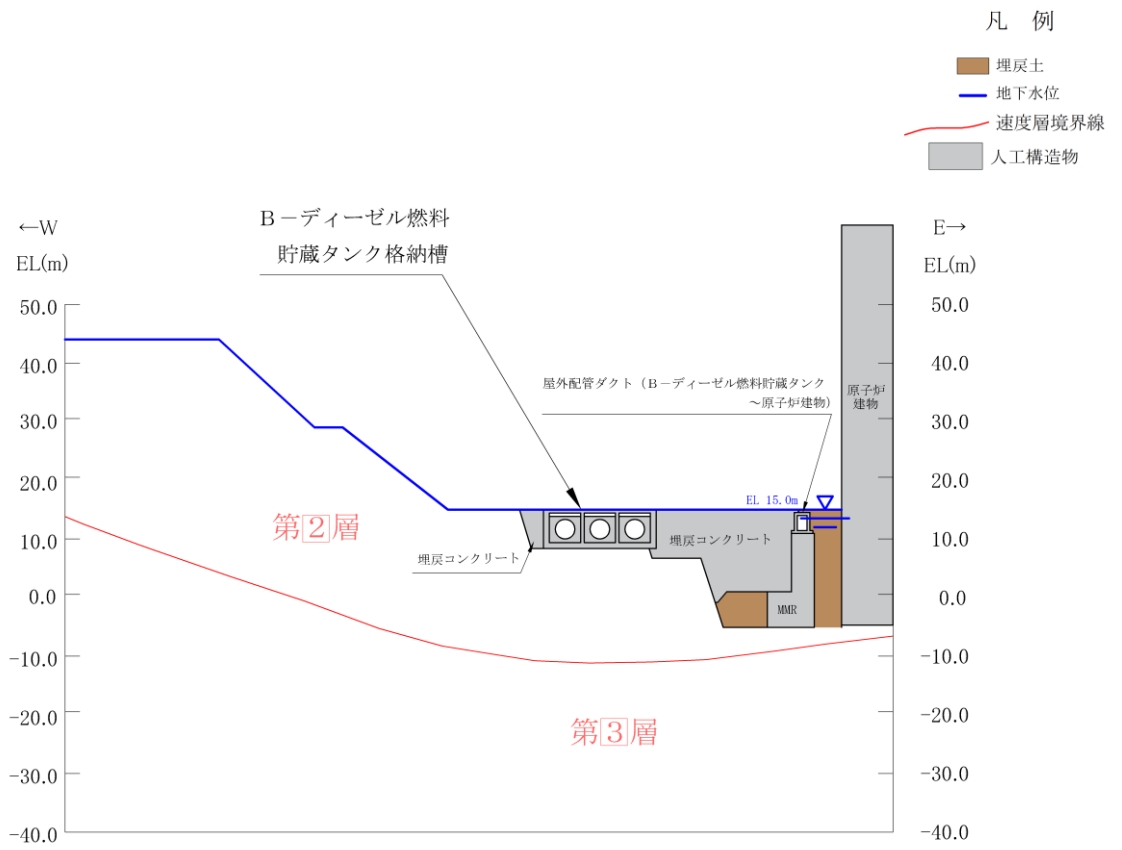 凡 例
埋戻土
地下水位
速度層境界線
人工構造物
←W
EL(m)
E→
EL(m)
B-ディーゼル燃料
貯蔵タンク格納槽
50.0
40.0
30.0
20.0
10.0
0.0
-10.0
-20.0
-30.0
-40.0
屋外配管ダクト(B-ディーゼル燃料貯蔵タンク
~原子炉建物)
原子炉
建物
EL 15.0m
第2層
埋戻コンクリート
埋戻コンクリート
MMR
第3層
50.0
40.0
30.0
20.0
10.0
0.0
-10.0
-20.0
-30.0
-40.0